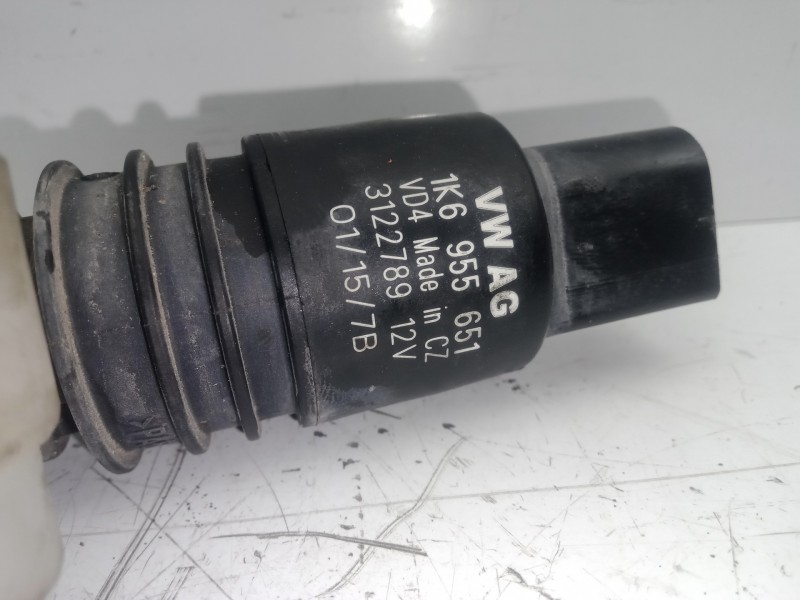 VW AG
1K6 955 651
VD4 Made in CZ
3122789 12V
01/15/7B